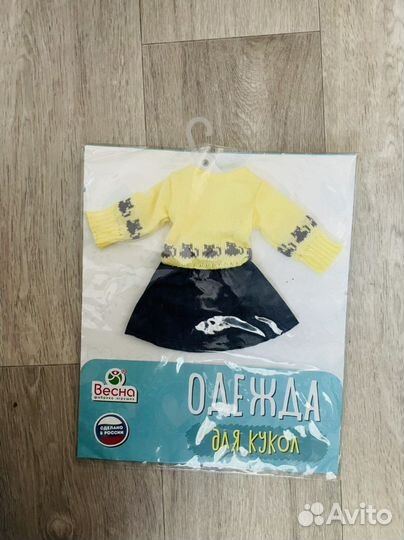 Весна
фабрика игрушек
СДЕЛАНО
В РОССИИ
ОДЕЖДА
ДЛЯ КУКОЛ
Avito